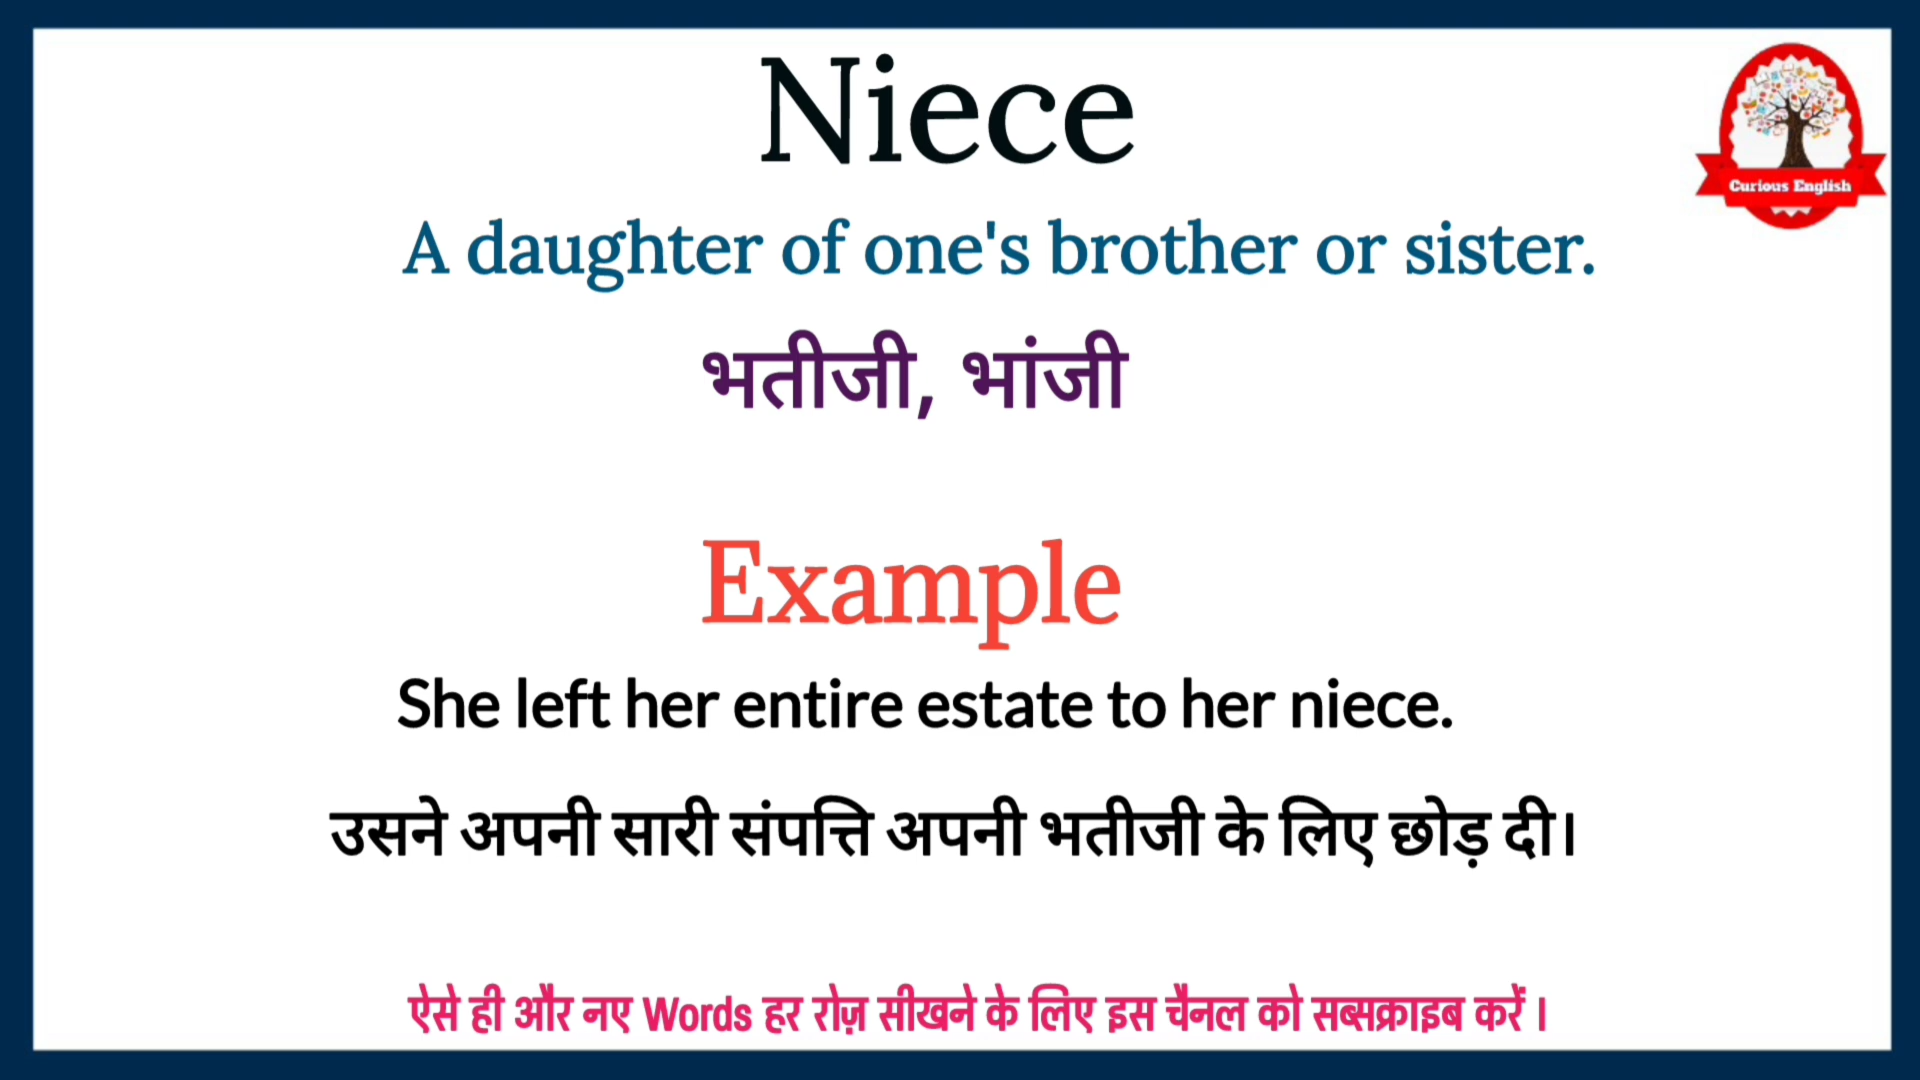 Niece
Curious English
A daughter of one's brother or sister.
भतीजी, भांजी
Example
She left her entire estate to her niece.
उसने अपनी सारी संपत्ति अपनी भतीजी के लिए छोड़ दी।
ऐसे ही और नए Words हर रोज़ सीखने के लिए इस चैनल को सब्सक्राइब करें ।